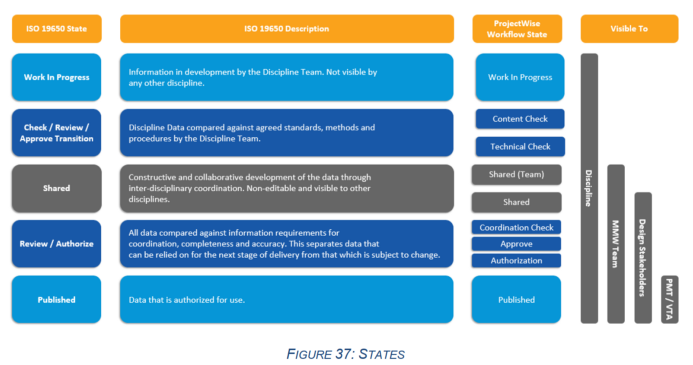 ISO 19650 State
ISO 19650 Description
ProjectWise
Workflow State
Visible To
Work In Progress
Information in development by the Discipline Team. Not visible by
any other discipline.
Work In Progress
Check / Review /
Approve Transition
Discipline Data compared against agreed standards, methods and
procedures by the Discipline Team.
Content Check
Technical Check
Shared
Constructive and collaborative development of the data through
inter-disciplinary coordination. Non-editable and visible to other
disciplines.
Shared (Team)
Shared
Review / Authorize
All data compared against information requirements for
coordination, completeness and accuracy. This separates data that
can be relied on for the next stage of delivery from that which is subject to change.
Coordination Check
Approve
Authorization
Published
Data that is authorized for use.
Published
Discipline
MMW Team
Design Stakeholders
PMT / VTA
FIGURE 37: STATES